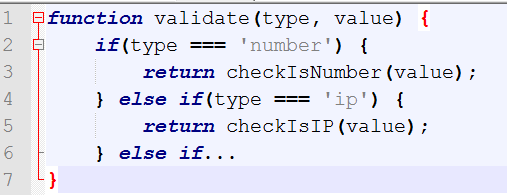 1 function validate(type, value) {
2 if(type === 'number') {
3 return checkIsNumber(value);
4 } else if(type === 'ip') {
5 return checkIsIP(value);
6 } else if...
7 }